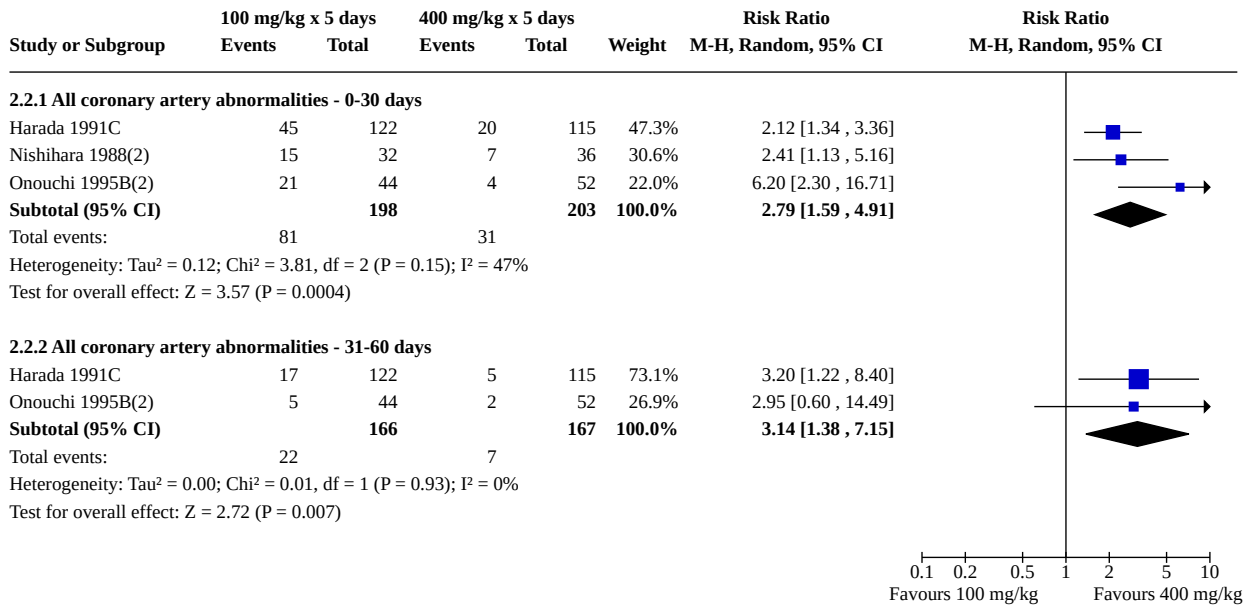 100 mg/kg x 5 days 400 mg/kg x 5 days Risk Ratio Risk Ratio
Study or Subgroup Events Total Events Total Weight M-H, Random, 95% CI M-H, Random, 95% CI
2.2.1 All coronary artery abnormalities - 0-30 days
Harada 1991C 45 122 20 115 47.3% 2.12 [1.34 , 3.36]
Nishihara 1988(2) 15 32 7 36 30.6% 2.41 [1.13 , 5.16]
Onouchi 1995B(2) 21 44 4 52 22.0% 6.20 [2.30 , 16.71]
Subtotal (95% CI) 198 203 100.0% 2.79 [1.59 , 4.91]
Total events: 81 31
Heterogeneity: Tau² = 0.12; Chi² = 3.81, df = 2 (P = 0.15); I² = 47%
Test for overall effect: Z = 3.57 (P = 0.0004)
2.2.2 All coronary artery abnormalities - 31-60 days
Harada 1991C 17 122 5 115 73.1% 3.20 [1.22 , 8.40]
Onouchi 1995B(2) 5 44 2 52 26.9% 2.95 [0.60 , 14.49]
Subtotal (95% CI) 166 167 100.0% 3.14 [1.38 , 7.15]
Total events: 22 7
Heterogeneity: Tau² = 0.00; Chi² = 0.01, df = 1 (P = 0.93); I² = 0%
Test for overall effect: Z = 2.72 (P = 0.007)
0.1 0.2 0.5 1 2 5 10
Favours 100 mg/kg Favours 400 mg/kg